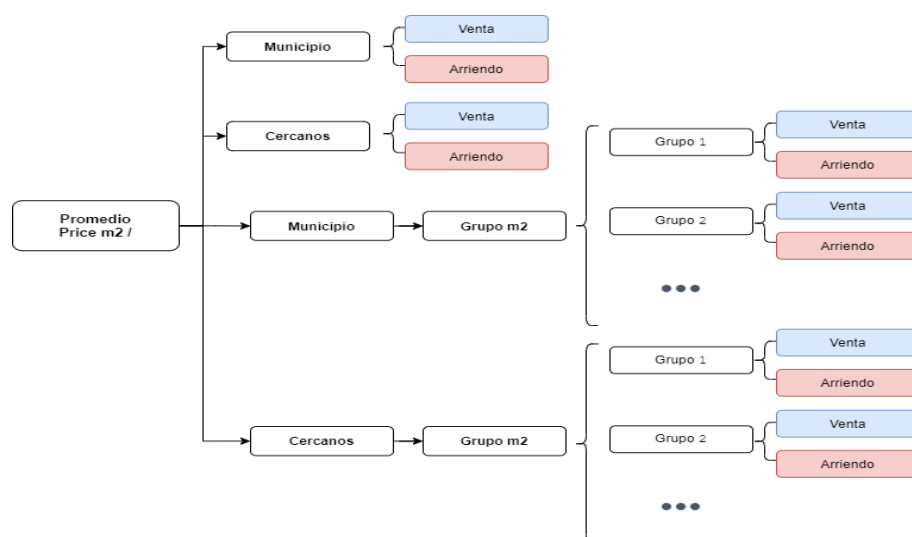 Venta
Municipio
Arriendo
Venta
Cercanos
Arriendo
Venta
Grupo 1
Arriendo
Promedio
Price m2 /
Municipio
Grupo m2
Venta
Grupo 2
Arriendo
Venta
Grupo 1
Arriendo
Cercanos
Grupo m2
Venta
Grupo 2
Arriendo